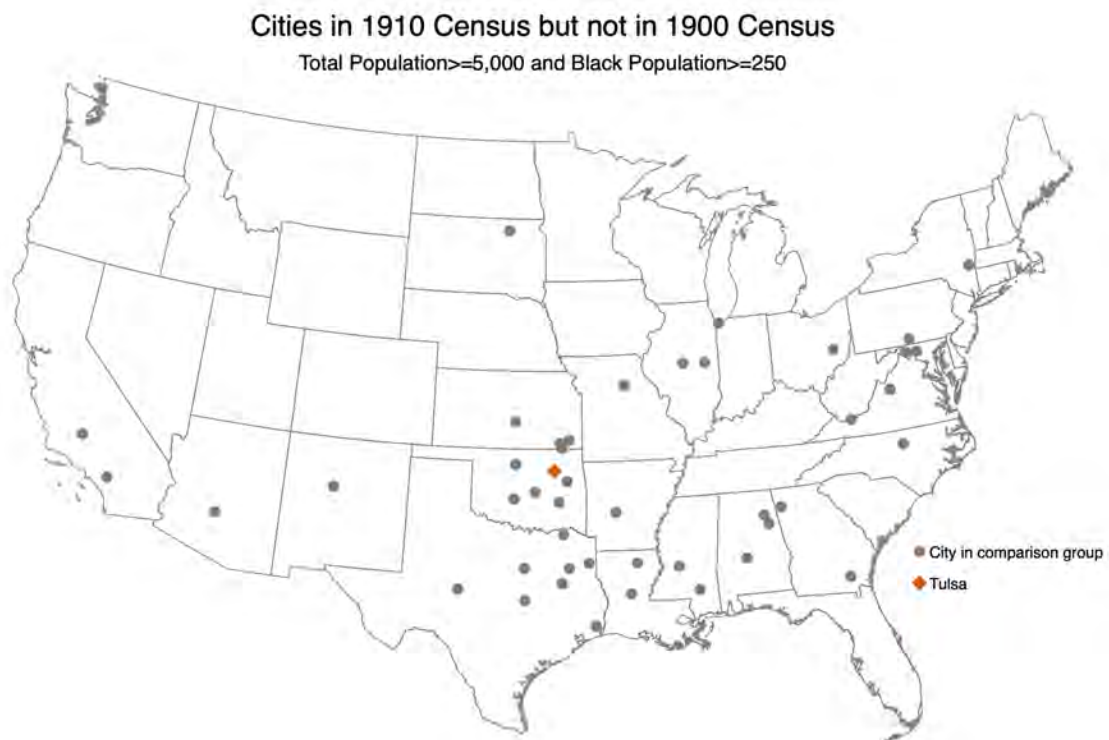 Cities in 1910 Census but not in 1900 Census
Total Population>=5,000 and Black Population>=250
City in comparison group
Tulsa